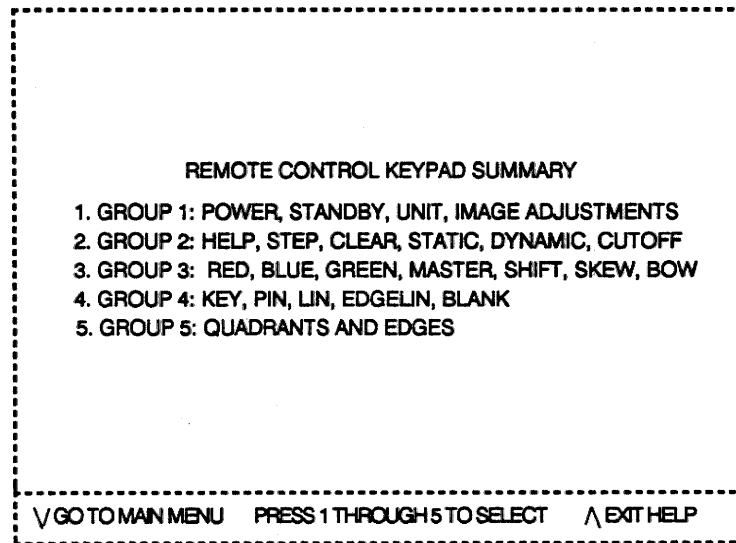 REMOTE CONTROL KEYPAD SUMMARY
1. GROUP 1: POWER, STANDBY, UNIT, IMAGE ADJUSTMENTS
2. GROUP 2: HELP, STEP, CLEAR, STATIC, DYNAMIC, CUTOFF
3. GROUP 3: RED, BLUE, GREEN, MASTER, SHIFT, SKEW, BOW
4. GROUP 4: KEY, PIN, LIN, EDGELIN, BLANK
5. GROUP 5: QUADRANTS AND EDGES
\/ GO TO MAIN MENU PRESS 1 THROUGH 5 TO SELECT /\ EXIT HELP